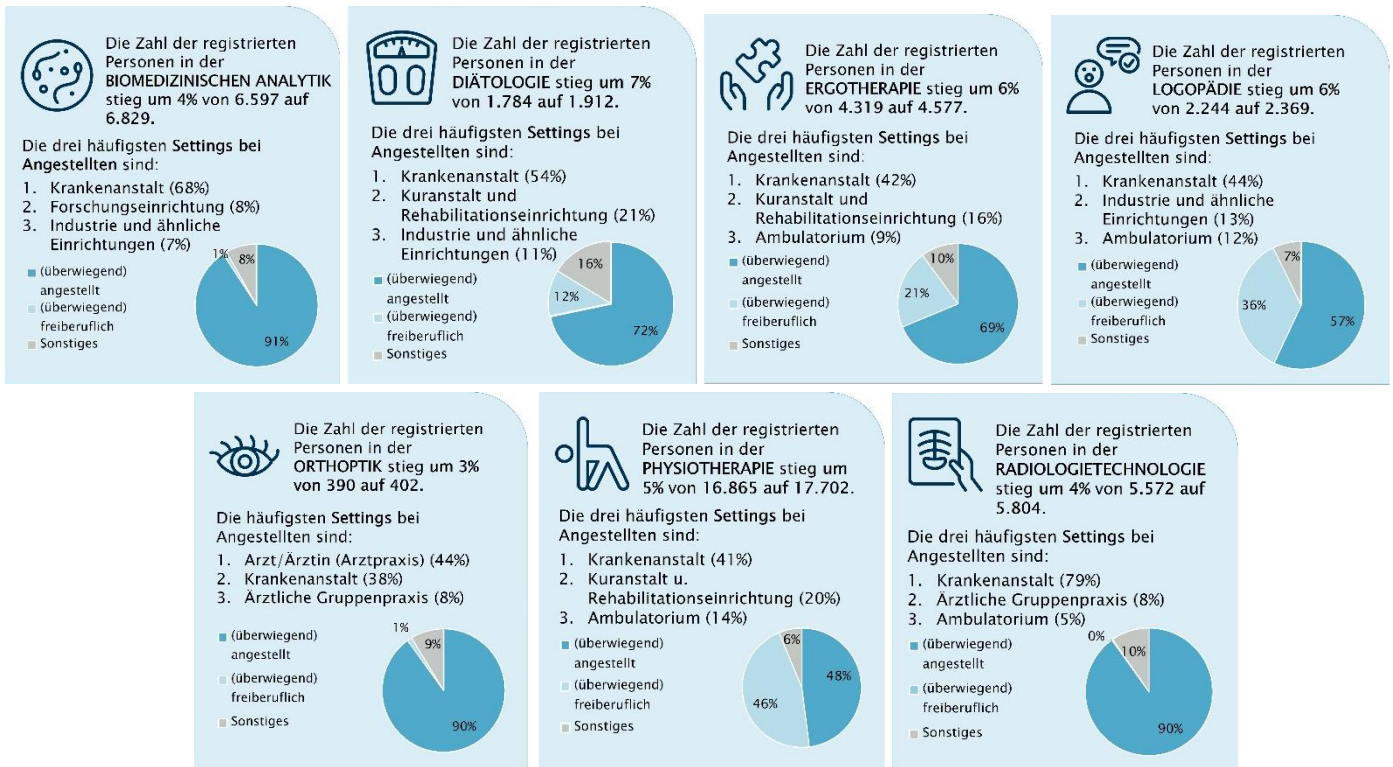 Die Zahl der registrierten
Personen in der
BIOMEDIZINISCHEN ANALYTIK
stieg um 4% von 6.597 auf
6.829.
Die drei häufigsten Settings bei
Angestellten sind:
1. Krankenanstalt (68%)
2. Forschungseinrichtung (8%)
3. Industrie und ähnliche
Einrichtungen (7%)
(überwiegend)
angestellt
(überwiegend)
freiberuflich
Sonstiges
1%
8%
91%
Die Zahl der registrierten
Personen in der
DIÄTOLOGIE stieg um 7%
von 1.784 auf 1.912.
Die drei häufigsten Settings bei
Angestellten sind:
1. Krankenanstalt (54%)
2. Kuranstalt und
Rehabilitationseinrichtung (21%)
3. Industrie und ähnliche
Einrichtungen (11%)
(überwiegend)
angestellt
(überwiegend)
freiberuflich
Sonstiges
16%
12%
72%
Die Zahl der registrierten
Personen in der
ERGOTHERAPIE stieg um 6%
von 4.319 auf 4.577.
Die drei häufigsten Settings bei
Angestellten sind:
1. Krankenanstalt (42%)
2. Kuranstalt und
Rehabilitationseinrichtung (16%)
3. Ambulatorium (9%)
(überwiegend)
angestellt
(überwiegend)
freiberuflich
Sonstiges
10%
21%
69%
Die Zahl der registrierten
Personen in der
LOGOPÄDIE stieg um 6%
von 2.244 auf 2.369.
Die drei häufigsten Settings bei
Angestellten sind:
1. Krankenanstalt (44%)
2. Industrie und ähnliche
Einrichtungen (13%)
3. Ambulatorium (12%)
(überwiegend)
angestellt
(überwiegend)
freiberuflich
Sonstiges
7%
36%
57%
Die Zahl der registrierten
Personen in der
ORTHOPTIK stieg um 3%
von 390 auf 402.
Die häufigsten Settings bei
Angestellten sind:
1. Arzt/Ärztin (Arztpraxis) (44%)
2. Krankenanstalt (38%)
3. Ärztliche Gruppenpraxis (8%)
(überwiegend)
angestellt
(überwiegend)
freiberuflich
Sonstiges
1%
9%
90%
Die Zahl der registrierten
Personen in der
PHYSIOTHERAPIE stieg um
5% von 16.865 auf 17.702.
Die drei häufigsten Settings bei
Angestellten sind:
1. Krankenanstalt (41%)
2. Kuranstalt u.
Rehabilitationseinrichtung (20%)
3. Ambulatorium (14%)
(überwiegend)
angestellt
(überwiegend)
freiberuflich
Sonstiges
6%
48%
46%
Die Zahl der registrierten
Personen in der
RADIOLOGIETECHNOLOGIE
stieg um 4% von 5.572 auf
5.804.
Die drei häufigsten Settings bei
Angestellten sind:
1. Krankenanstalt (79%)
2. Ärztliche Gruppenpraxis (8%)
3. Ambulatorium (5%)
(überwiegend)
angestellt
(überwiegend)
freiberuflich
Sonstiges
0%
10%
90%